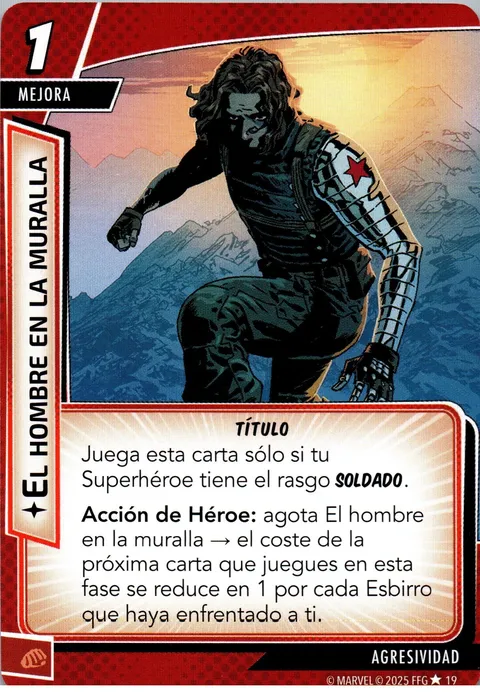 1
MEJORA
EL HOMBRE EN LA MURALLA
TÍTULO
Juega esta carta sólo si tu
Superhéroe tiene el rasgo SOLDADO.
Acción de Héroe: agota El hombre
en la muralla → el coste de la
próxima carta que juegues en esta
fase se reduce en 1 por cada Esbirro
que haya enfrentado a ti.
AGRESIVIDAD
© MARVEL © 2025 FFG ★ 19